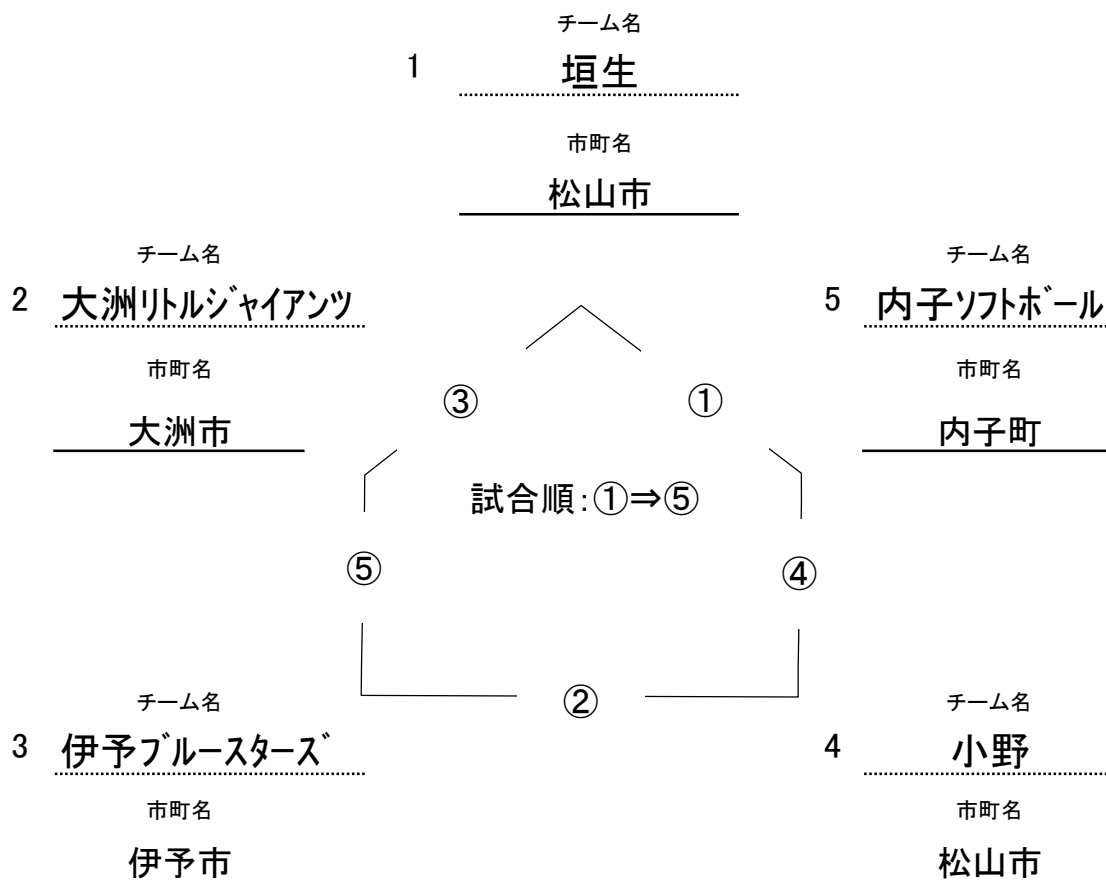 チーム名
1 垣生
市町名
松山市
チーム名
2 大洲リトルジャイアンツ
市町名
大洲市
チーム名
5 内子ソフトボール
市町名
内子町
③ ①
試合順:①⇒⑤
⑤ ④
②
チーム名
3 伊予ブルースターズ
市町名
伊予市
チーム名
4 小野
市町名
松山市